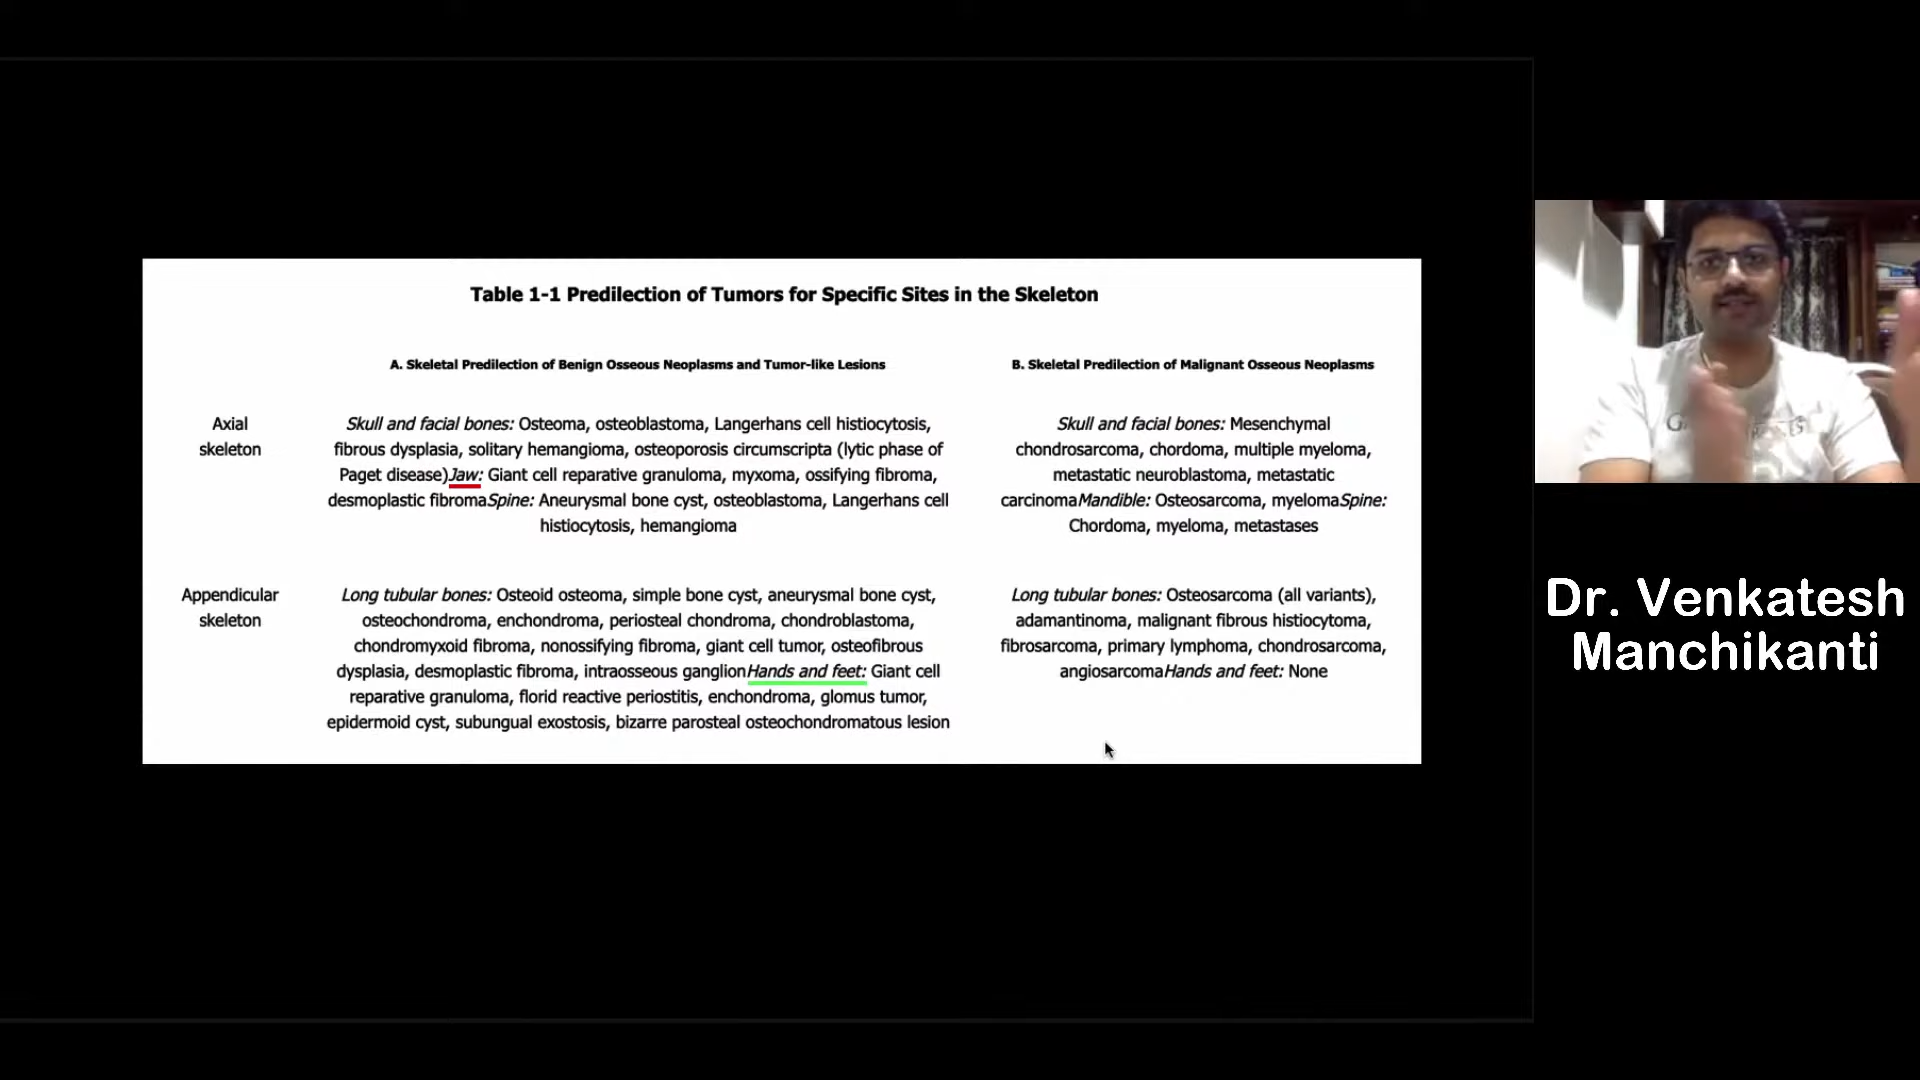 Table 1-1 Predilection of Tumors for Specific Sites in the Skeleton
A. Skeletal Predilection of Benign Osseous Neoplasms and Tumor-like Lesions
B. Skeletal Predilection of Malignant Osseous Neoplasms
Axial
skeleton
Skull and facial bones: Osteoma, osteoblastoma, Langerhans cell histiocytosis,
fibrous dysplasia, solitary hemangioma, osteoporosis circumscripta (lytic phase of
Paget disease)Jaw: Giant cell reparative granuloma, myxoma, ossifying fibroma,
desmoplastic fibromaSpine: Aneurysmal bone cyst, osteoblastoma, Langerhans cell
histiocytosis, hemangioma
Skull and facial bones: Mesenchymal
chondrosarcoma, chordoma, multiple myeloma,
metastatic neuroblastoma, metastatic
carcinomaMandible: Osteosarcoma, myelomaSpine:
Chordoma, myeloma, metastases
Appendicular
skeleton
Long tubular bones: Osteoid osteoma, simple bone cyst, aneurysmal bone cyst,
osteochondroma, enchondroma, periosteal chondroma, chondroblastoma,
chondromyxoid fibroma, nonossifying fibroma, giant cell tumor, osteofibrous
dysplasia, desmoplastic fibroma, intraosseous ganglionHands and feet: Giant cell
reparative granuloma, florid reactive periostitis, enchondroma, glomus tumor,
epidermoid cyst, subungual exostosis, bizarre parosteal osteochondromatous lesion
Long tubular bones: Osteosarcoma (all variants),
adamantinoma, malignant fibrous histiocytoma,
fibrosarcoma, primary lymphoma, chondrosarcoma,
angiosarcomaHands and feet: None
Dr. Venkatesh
Manchikanti